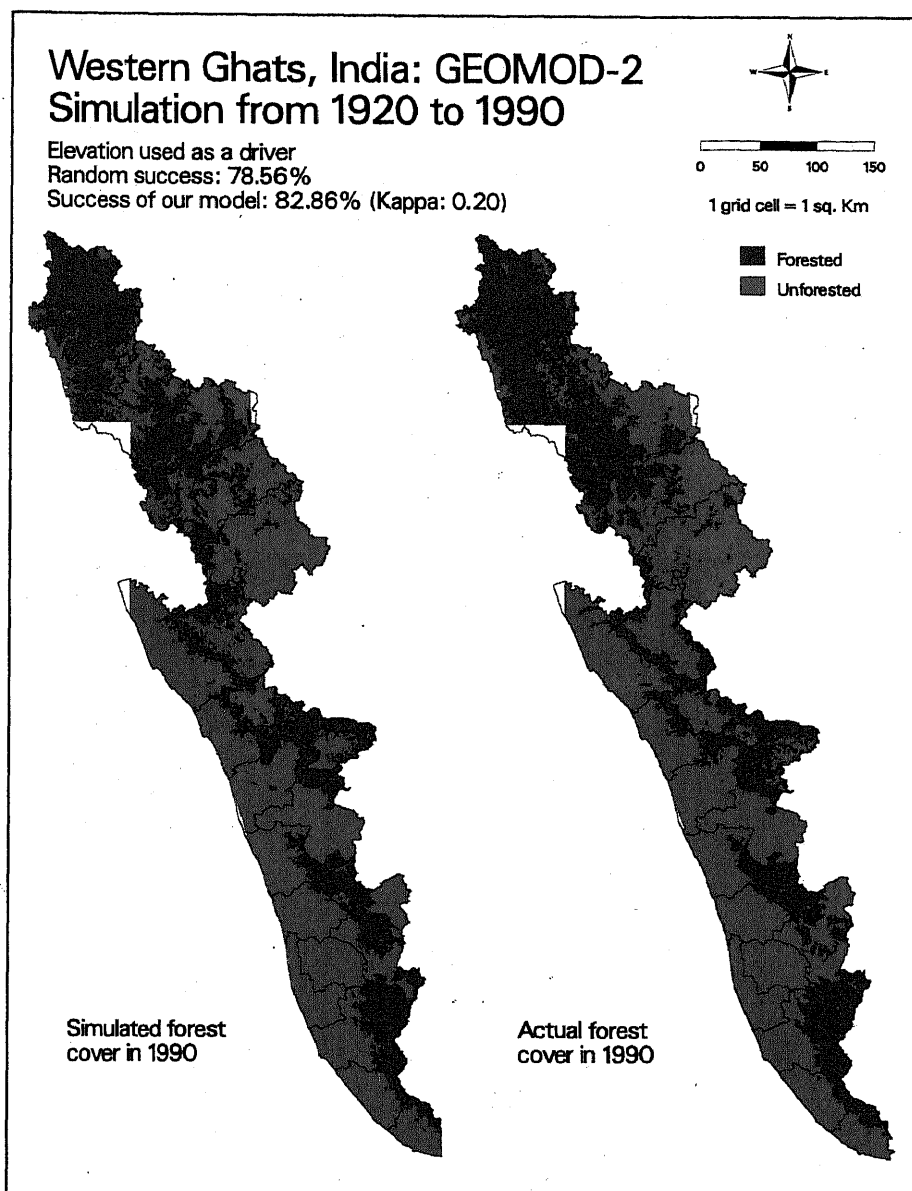 Western Ghats, India: GEOMOD-2
Simulation from 1920 to 1990
Elevation used as a driver
Random success: 78.56%
Success of our model: 82.86% (Kappa: 0.20)
N
W E
S
0 50 100 150
1 grid cell = 1 sq. Km
Forested
Unforested
Simulated forest
cover in 1990
Actual forest
cover in 1990